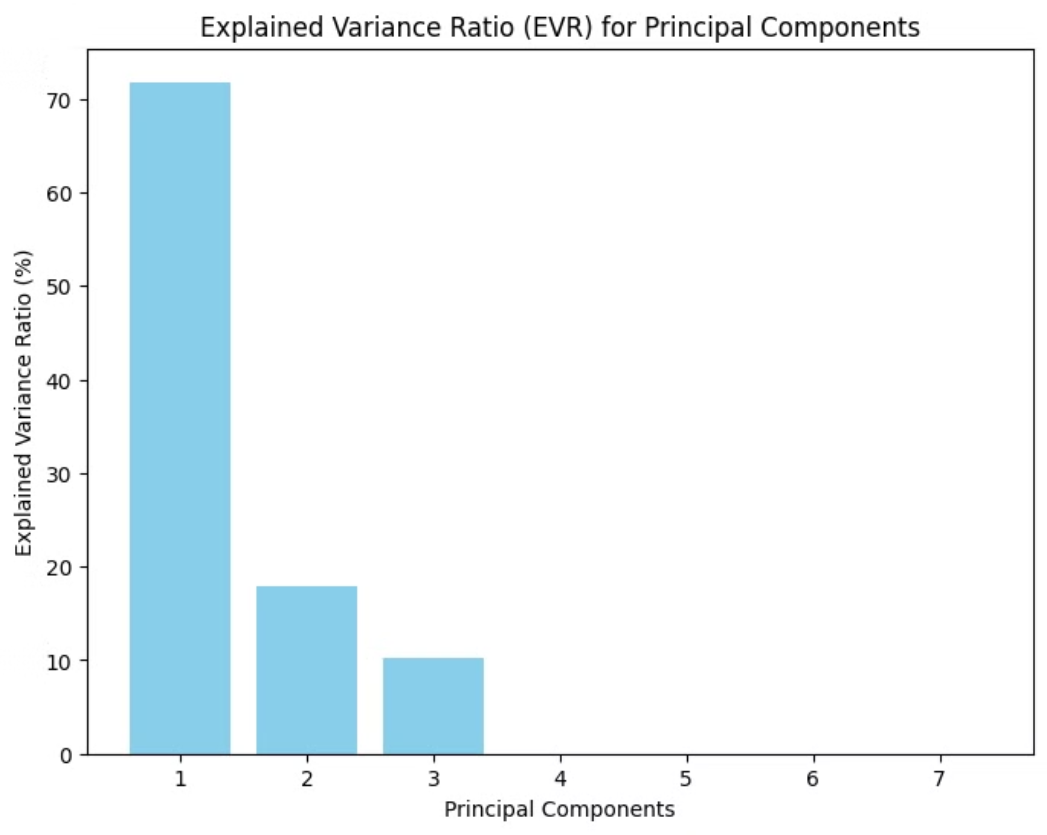 Explained Variance Ratio (EVR) for Principal Components
Explained Variance Ratio (%)
70
60
50
40
30
20
10
0
1 2 3 4 5 6 7
Principal Components